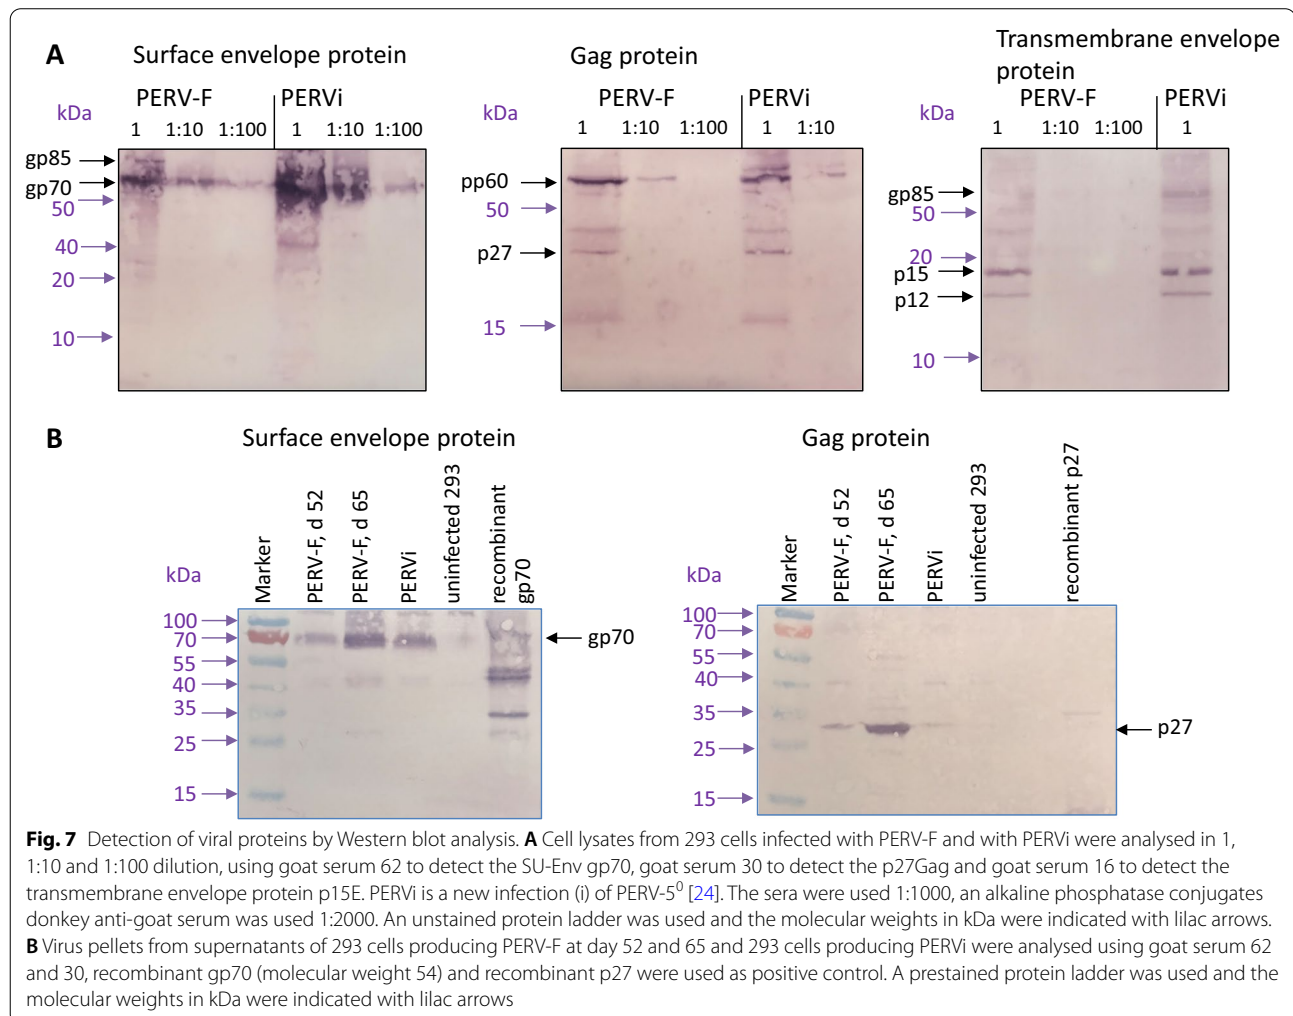 A
Surface envelope protein
Gag protein
Transmembrane envelope
protein
kDa
PERV-F
PERVi
1 1:10 1:100 1 1:10 1:100
gp85
gp70
50
40
20
10
kDa
PERV-F
PERVi
1 1:10 1:100 1 1:10
pp60
50
p27
15
kDa
PERV-F
PERVi
1 1:10 1:100 1
gp85
50
20
p15
p12
10
B
Surface envelope protein
kDa
Marker
PERV-F, d 52
PERV-F, d 65
PERVi
uninfected 293
recombinant
gp70
100
70
55
40
35
25
15
gp70
Gag protein
kDa
Marker
PERV-F, d 52
PERV-F, d 65
PERVi
uninfected 293
recombinant p27
100
70
55
40
35
25
15
p27
Fig. 7 Detection of viral proteins by Western blot analysis. A Cell lysates from 293 cells infected with PERV-F and with PERVi were analysed in 1,
1:10 and 1:100 dilution, using goat serum 62 to detect the SU-Env gp70, goat serum 30 to detect the p27Gag and goat serum 16 to detect the
transmembrane envelope protein p15E. PERVi is a new infection (i) of PERV-5⁰ [24]. The sera were used 1:1000, an alkaline phosphatase conjugates
donkey anti-goat serum was used 1:2000. An unstained protein ladder was used and the molecular weights in kDa were indicated with lilac arrows.
B Virus pellets from supernatants of 293 cells producing PERV-F at day 52 and 65 and 293 cells producing PERVi were analysed using goat serum 62
and 30, recombinant gp70 (molecular weight 54) and recombinant p27 were used as positive control. A prestained protein ladder was used and the
molecular weights in kDa were indicated with lilac arrows